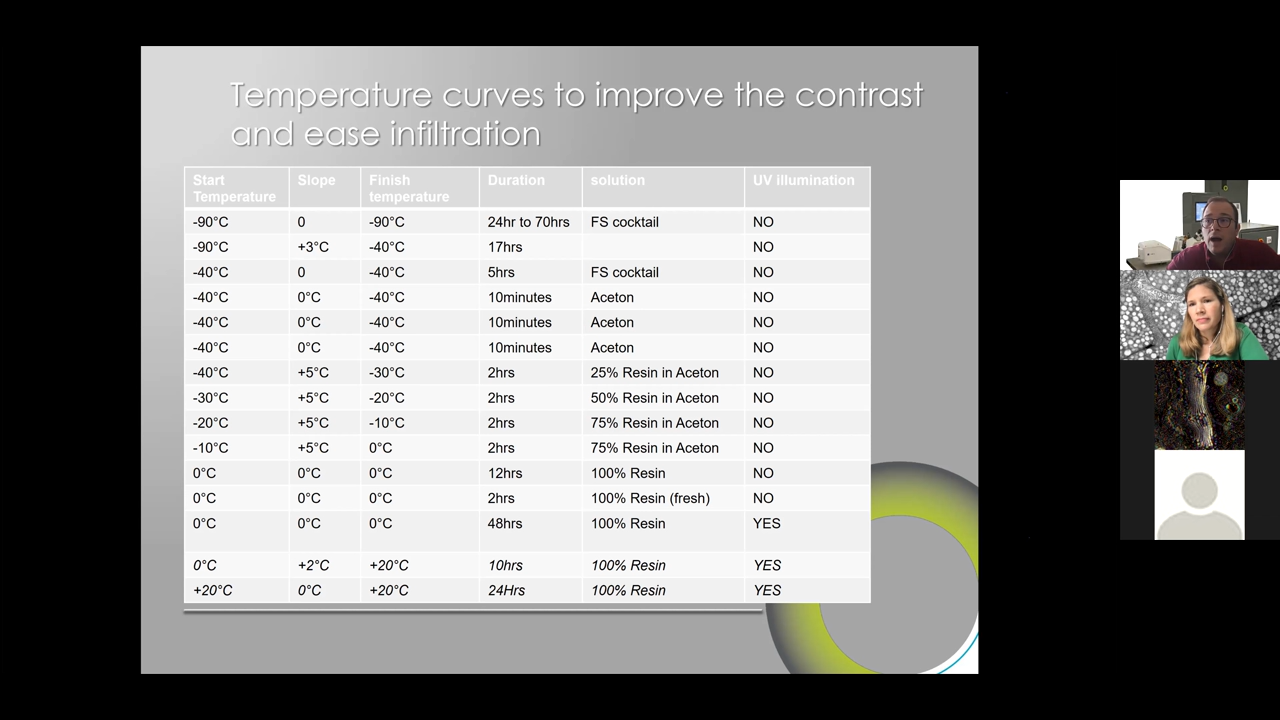 Temperature curves to improve the contrast
and ease infiltration
Start Temperature Slope Finish temperature Duration solution UV illumination
-90°C 0 -90°C 24hr to 70hrs FS cocktail NO
-90°C +3°C -40°C 17hrs NO
-40°C 0 -40°C 5hrs FS cocktail NO
-40°C 0°C -40°C 10minutes Aceton NO
-40°C 0°C -40°C 10minutes Aceton NO
-40°C 0°C -40°C 10minutes Aceton NO
-40°C +5°C -30°C 2hrs 25% Resin in Aceton NO
-30°C +5°C -20°C 2hrs 50% Resin in Aceton NO
-20°C +5°C -10°C 2hrs 75% Resin in Aceton NO
-10°C +5°C 0°C 2hrs 75% Resin in Aceton NO
0°C 0°C 0°C 12hrs 100% Resin NO
0°C 0°C 0°C 2hrs 100% Resin (fresh) NO
0°C 0°C 0°C 48hrs 100% Resin YES
0°C +2°C +20°C 10hrs 100% Resin YES
+20°C 0°C +20°C 24Hrs 100% Resin YES